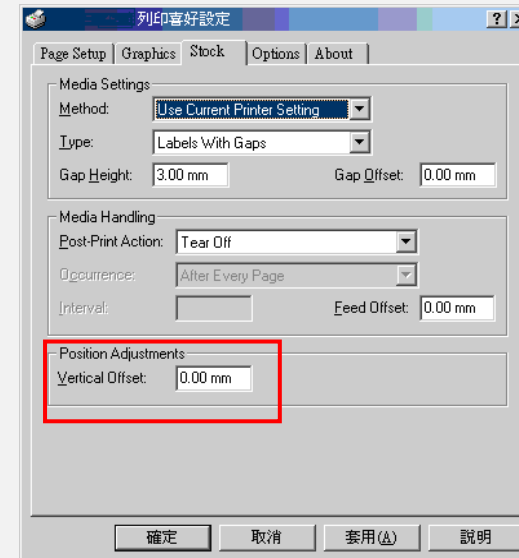 列印喜好設定
Page Setup Graphics Stock Options About
Media Settings
Method: Use Current Printer Setting
Type: Labels With Gaps
Gap Height: 3.00 mm Gap Offset: 0.00 mm
Media Handling
Post-Print Action: Tear Off
Occurrence: After Every Page
Interval: Feed Offset: 0.00 mm
Position Adjustments
Vertical Offset: 0.00 mm
確定 取消 套用(A) 説明